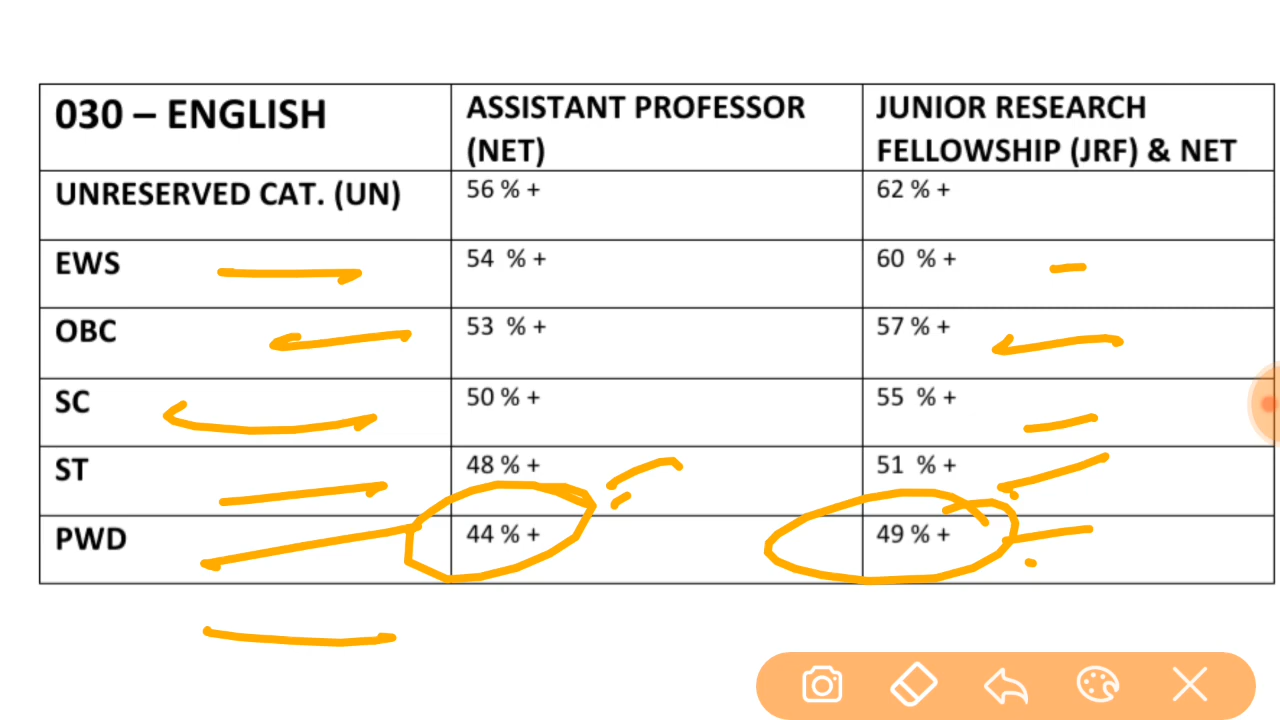 030 – ENGLISH
ASSISTANT PROFESSOR
(NET)
JUNIOR RESEARCH
FELLOWSHIP (JRF) & NET
UNRESERVED CAT. (UN)
56 % +
62 % +
EWS
54 % +
60 % +
OBC
53 % +
57 % +
SC
50 % +
55 % +
ST
48 % +
51 % +
PWD
44 % +
49 % +